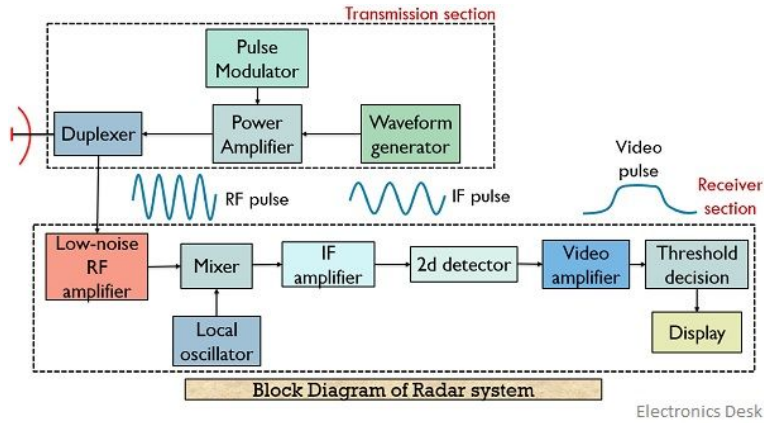 Transmission section
Pulse
Modulator
Duplexer
Power
Amplifier
Waveform
generator
RF pulse
IF pulse
Video
pulse
Receiver
section
Low-noise
RF
amplifier
Mixer
IF
amplifier
2d detector
Video
amplifier
Threshold
decision
Local
oscillator
Display
Block Diagram of Radar system
Electronics Desk